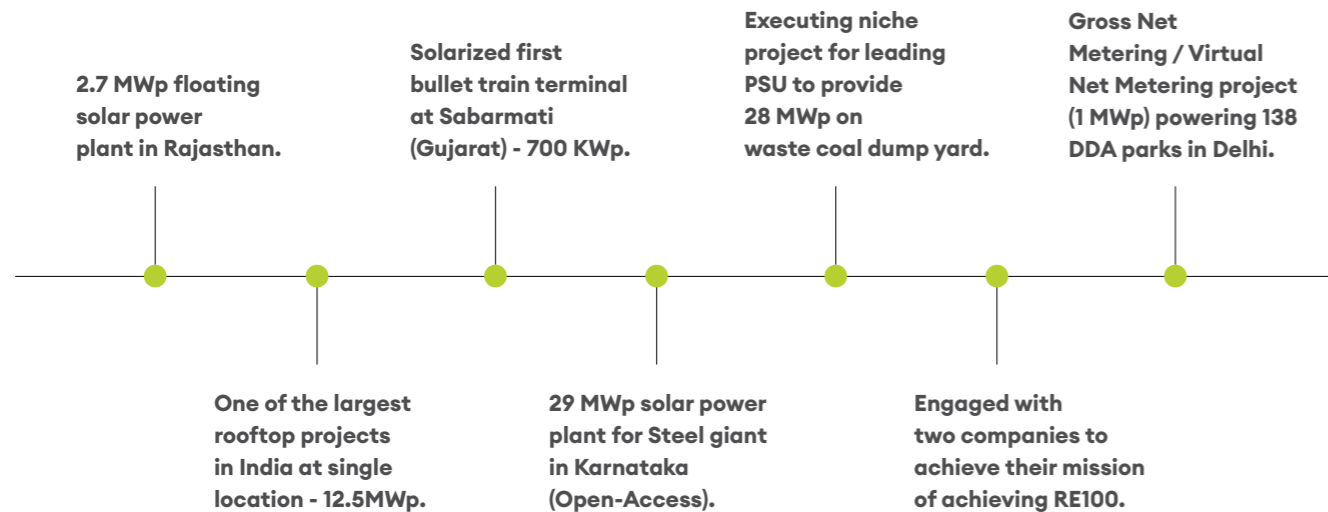 2.7 MWp floating
solar power
plant in Rajasthan.
One of the largest
rooftop projects
in India at single
location - 12.5MWp.
Solarized first
bullet train terminal
at Sabarmati
(Gujarat) - 700 KWp.
29 MWp solar power
plant for Steel giant
in Karnataka
(Open-Access).
Executing niche
project for leading
PSU to provide
28 MWp on
waste coal dump yard.
Engaged with
two companies to
achieve their mission
of achieving RE100.
Gross Net
Metering / Virtual
Net Metering project
(1 MWp) powering 138
DDA parks in Delhi.